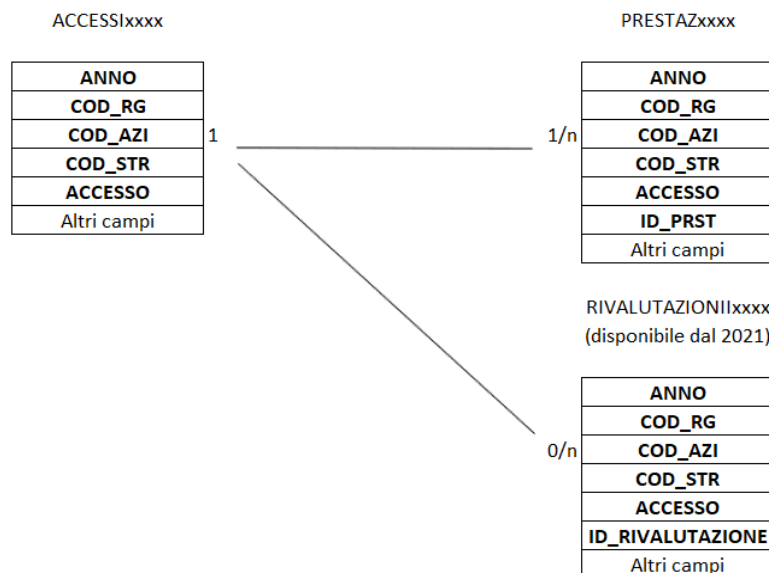 ACCESSIxxxx
ANNO
COD_RG
COD_AZI
COD_STR
ACCESSO
Altri campi
1
1/n
PRESTAZxxxx
ANNO
COD_RG
COD_AZI
COD_STR
ACCESSO
ID_PRST
Altri campi
RIVALUTAZIONIIxxxx
(disponibile dal 2021)
0/n
ANNO
COD_RG
COD_AZI
COD_STR
ACCESSO
ID_RIVALUTAZIONE
Altri campi